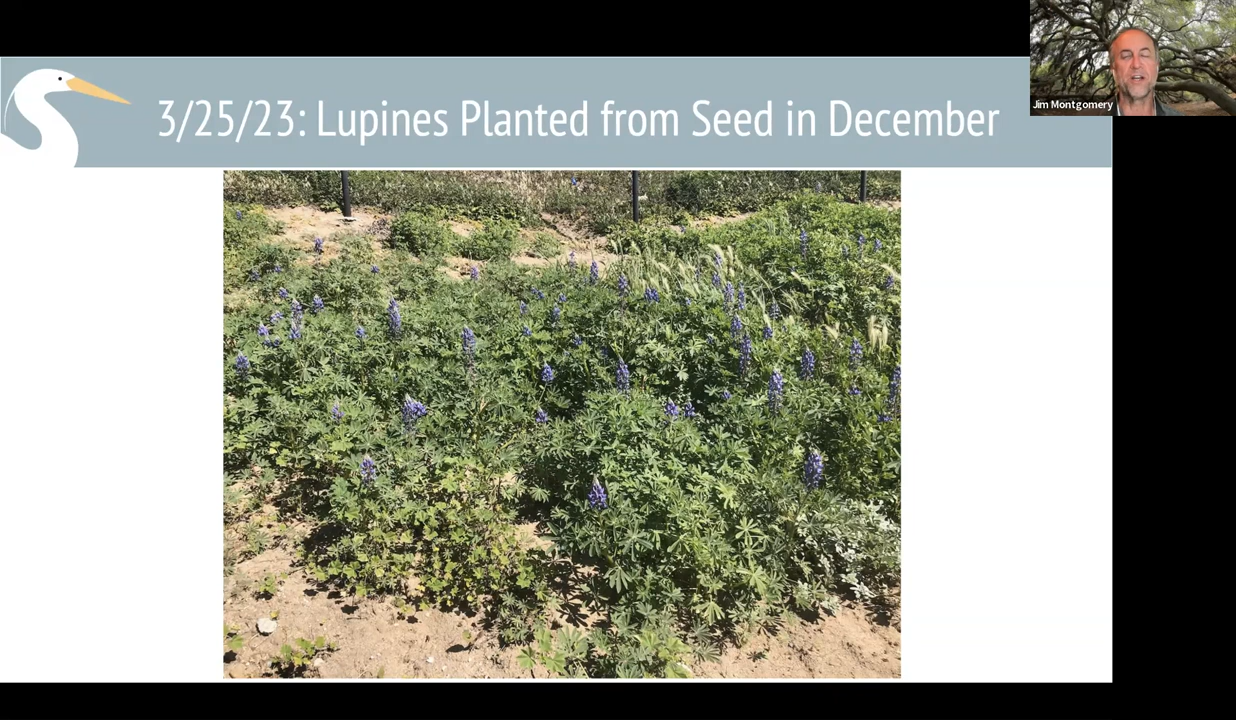 3/25/23: Lupines Planted from Seed in December
Jim Montgomery